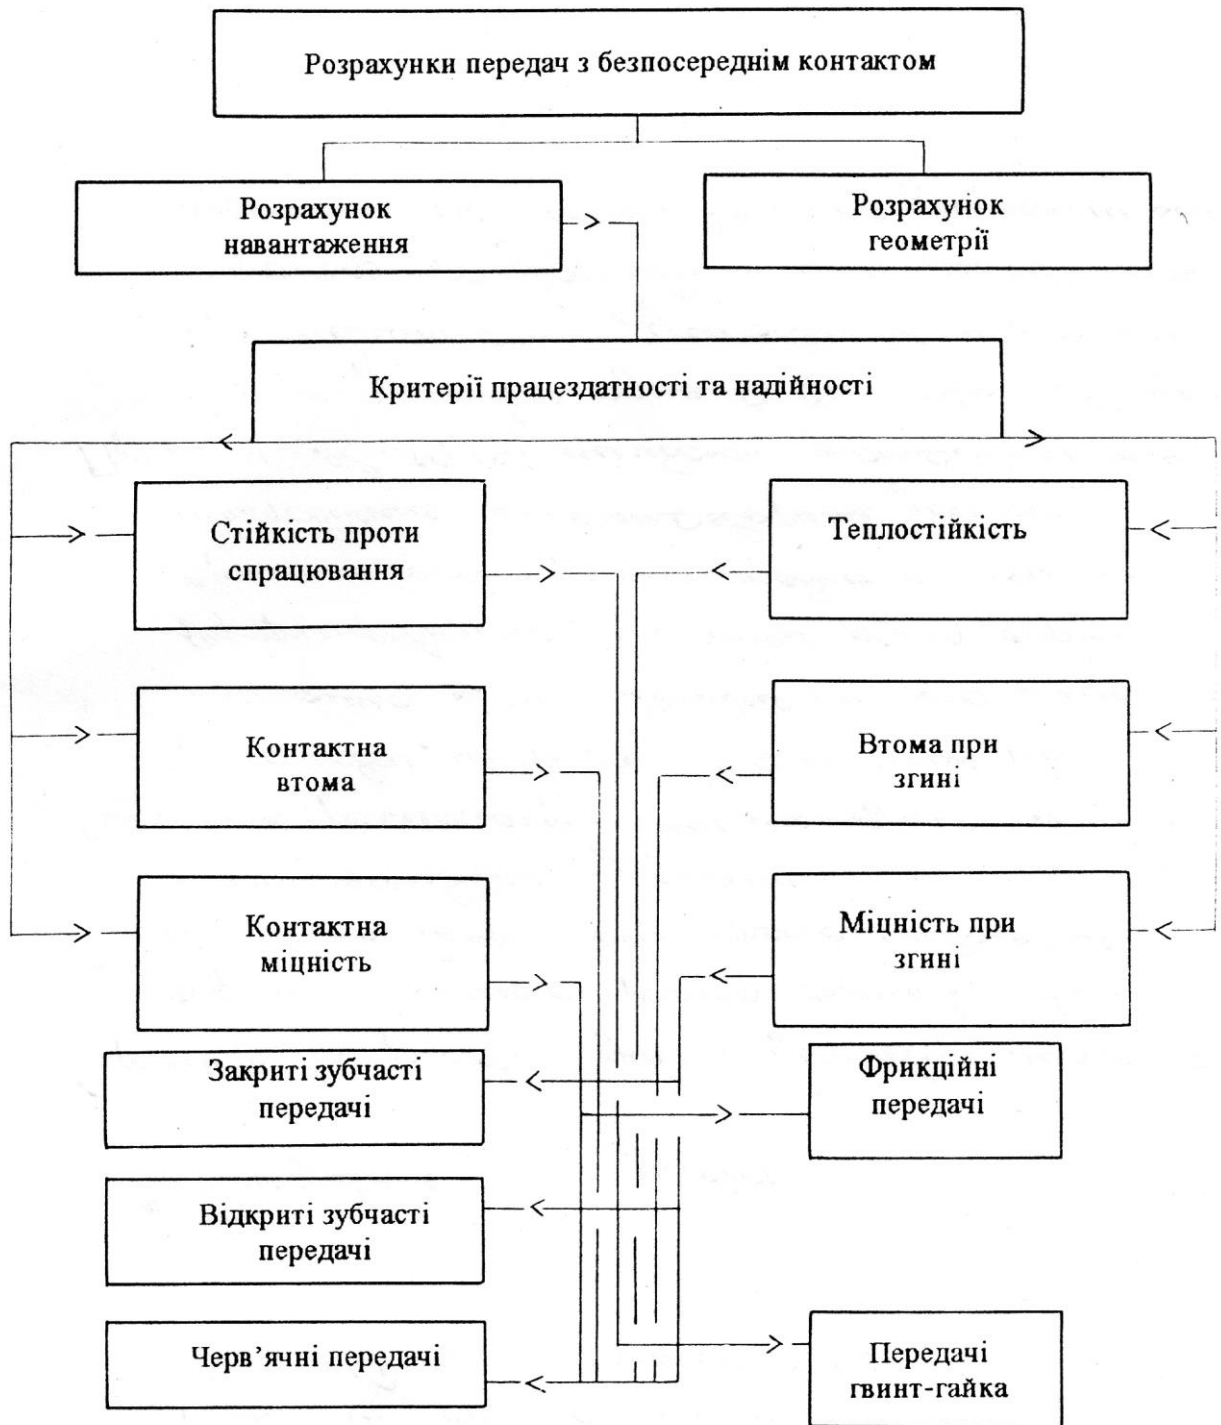 Розрахунки передач з безпосереднім контактом
Розрахунок
навантаження
Розрахунок
геометрії
Критерії працездатності та надійності
Стійкість проти
спрацювання
Теплостійкість
Контактна
втома
Втома при
згині
Контактна
міцність
Міцність при
згині
Закриті зубчасті
передачі
Фрикційні
передачі
Відкриті зубчасті
передачі
Черв’ячні передачі
Передачі
гвинт-гайка